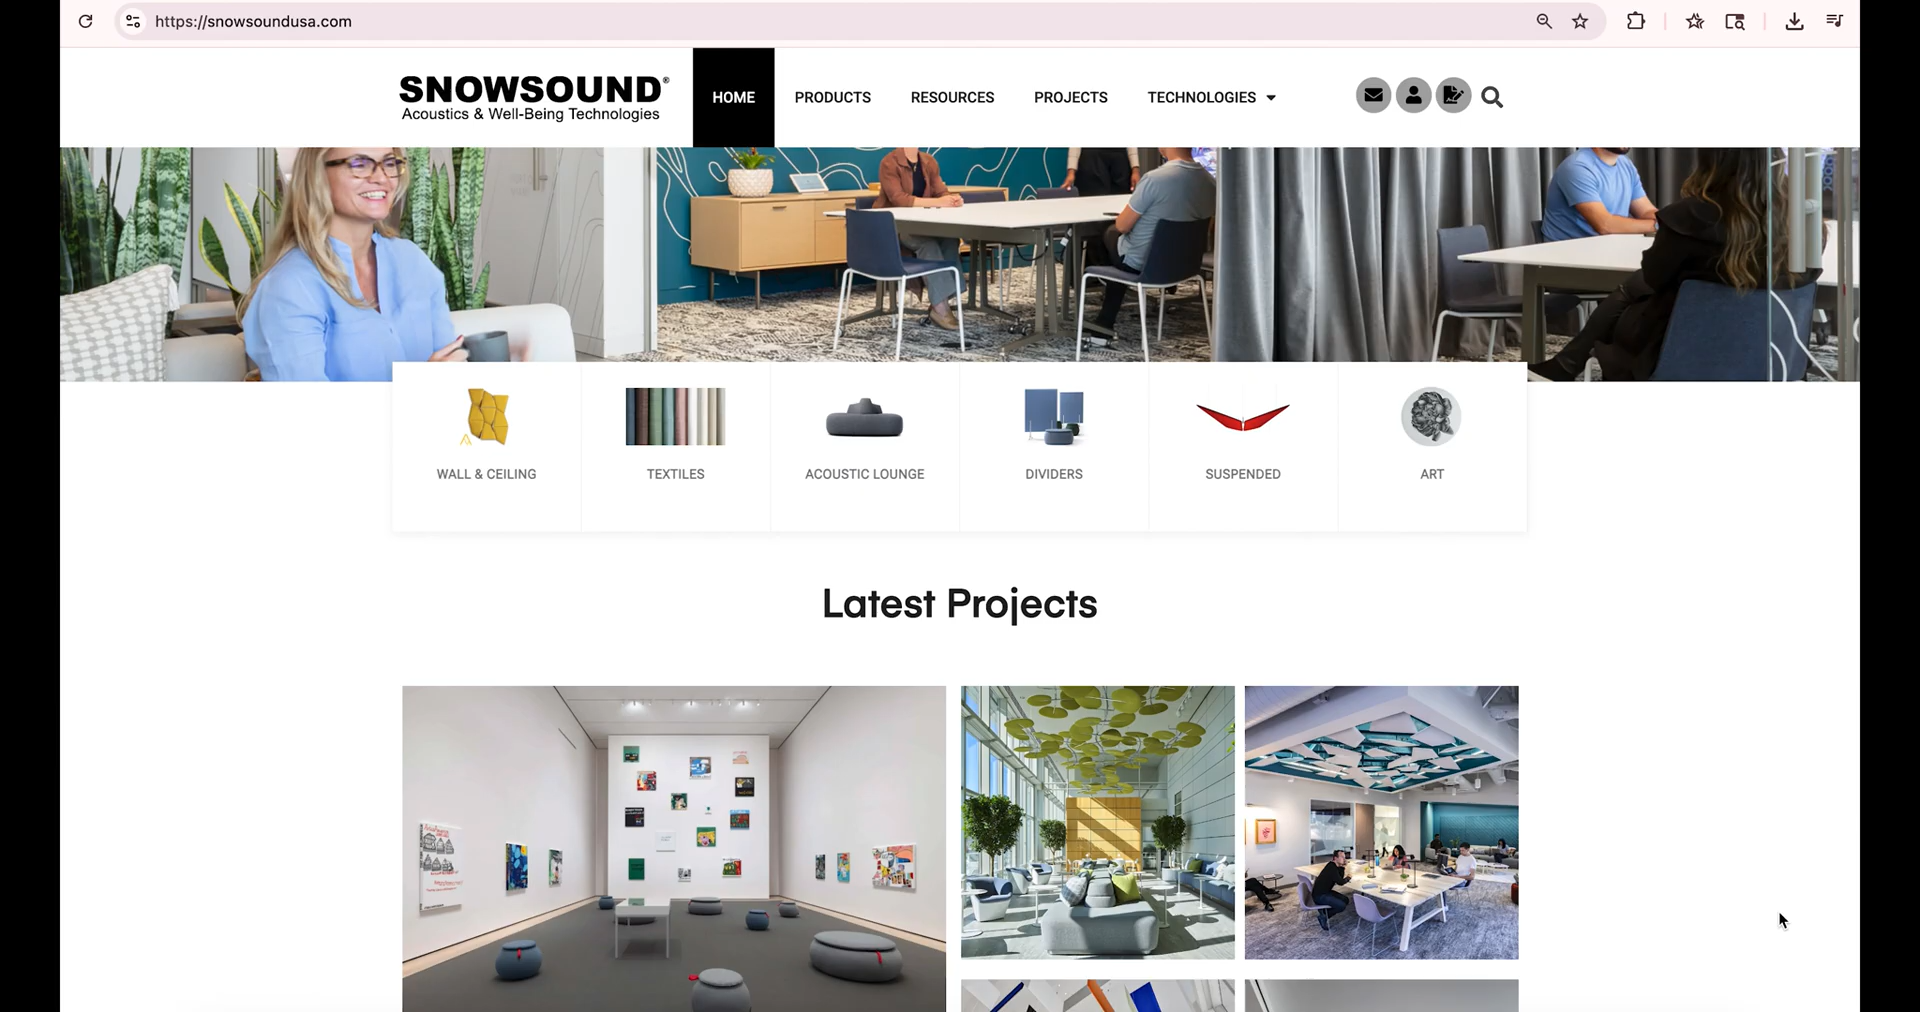 https://snowsoundusa.com
SNOWSOUND®
Acoustics & Well-Being Technologies
HOME
PRODUCTS
RESOURCES
PROJECTS
TECHNOLOGIES
WALL & CEILING
TEXTILES
ACOUSTIC LOUNGE
DIVIDERS
SUSPENDED
ART
Latest Projects